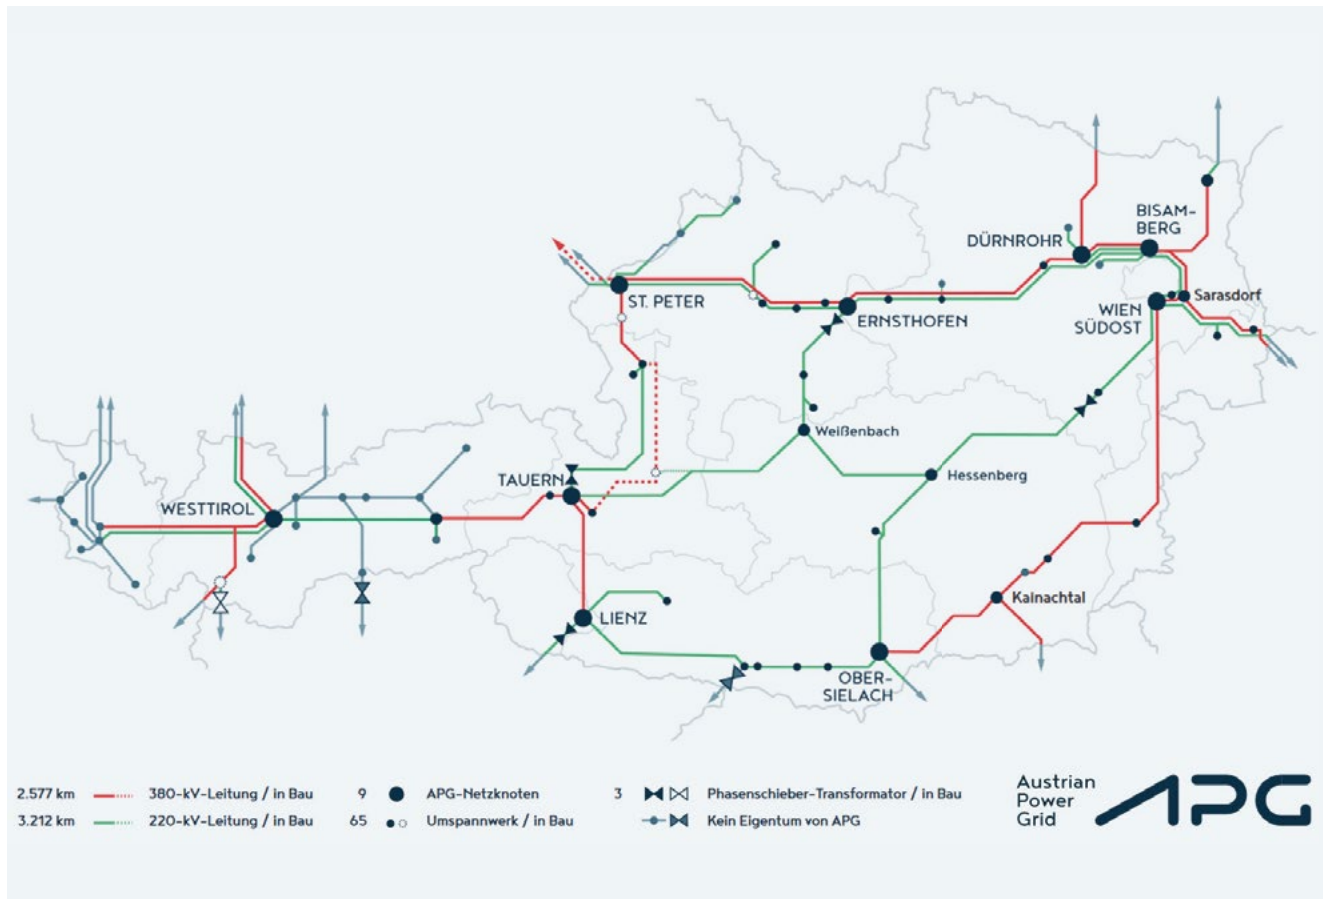 BISAM-
BERG
DÜRNROHR
ST. PETER
Sarasdorf
WIEN
SÜDOST
ERNSTHOFEN
Weißenbach
Hessenberg
TAUERN
WESTTIROL
Kainachtal
LIENZ
OBER-
SIELACH
2.577 km 380-kV-Leitung / in Bau 9 APG-Netzknoten 3 Phasenschieber-Transformator / in Bau
3.212 km 220-kV-Leitung / in Bau 65 Umspannwerk / in Bau Kein Eigentum von APG
Austrian
Power
Grid
APG